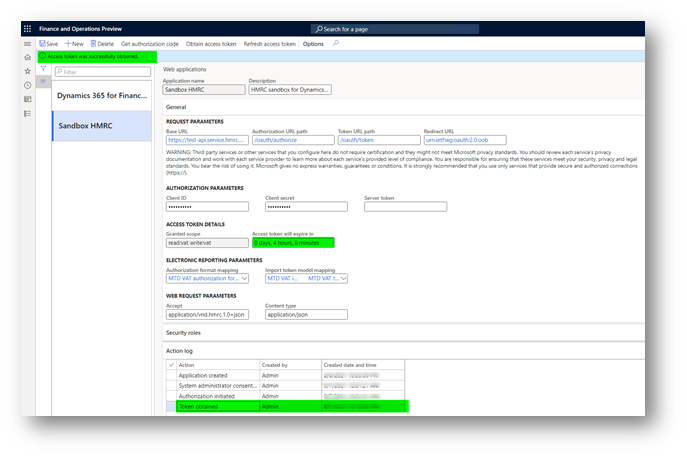 Finance and Operations Preview
Search for a page
Save
New
Delete
Get authorization code
Obtain access token
Refresh access token
Options
Access token was successfully obtained.
Filter
Dynamics 365 for Financ...
Sandbox HMRC
Web applications
Application name
Description
Sandbox HMRC
HMRC sandbox for Dynamics...
General
REQUEST PARAMETERS
Base URL
Authorization URL path
Token URL path
Redirect URL
https://test-api.service.hmrc....
/oauth/authorize
/oauth/token
urn:ietf:wg:oauth:2.0:oob
WARNING: Third party services or other services that you configure here do not require certification and they might not meet Microsoft privacy standards. You should review each service's privacy
documentation and work with each service provider to learn more about each service's provided level of compliance. You are responsible for ensuring that these services meet your security, privacy and legal
standards. You bear the risk of using it. Microsoft gives no express warranties, guarantees or conditions. It is strongly recommended that you use only services that provide secure and authorized connections
(https://).
AUTHORIZATION PARAMETERS
Client ID
Client secret
Server token
••••••••••
••••••••••
ACCESS TOKEN DETAILS
Granted scope
Access token will expire in
read:vat write:vat
0 days, 4 hours, 0 minutes
ELECTRONIC REPORTING PARAMETERS
Authorization format mapping
Import token model mapping
MTD VAT authorization for...
MTD VAT i... MTD VAT t...
WEB REQUEST PARAMETERS
Accept
Content type
application/vnd.hmrc.1.0+json
application/json
Security roles
Action log
Action
Created by
Created date and time
Application created
Admin
System administrator consent...
Admin
Authorization initiated
Admin
Token obtained
Admin